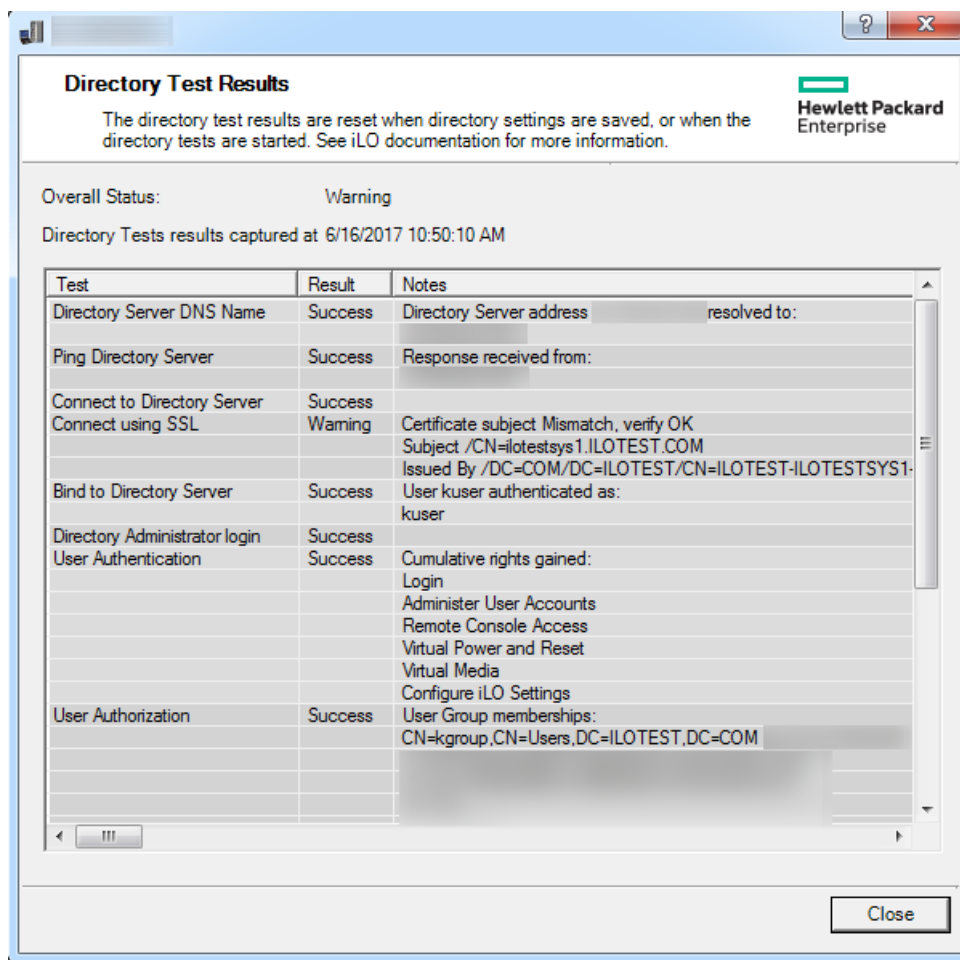 Directory Test Results
The directory test results are reset when directory settings are saved, or when the
directory tests are started. See iLO documentation for more information.
Hewlett Packard
Enterprise
Overall Status: Warning
Directory Tests results captured at 6/16/2017 10:50:10 AM
Test Result Notes
Directory Server DNS Name Success Directory Server address resolved to:
Ping Directory Server Success Response received from:
Connect to Directory Server Success
Connect using SSL Warning Certificate subject Mismatch, verify OK
Subject /CN=ilotestsys1.ILOTEST.COM
Issued By /DC=COM/DC=ILOTEST/CN=ILOTEST-ILOTESTSYS1-
Bind to Directory Server Success User kuser authenticated as:
kuser
Directory Administrator login Success
User Authentication Success Cumulative rights gained:
Login
Administer User Accounts
Remote Console Access
Virtual Power and Reset
Virtual Media
Configure iLO Settings
User Authorization Success User Group memberships:
CN=kgroup,CN=Users,DC=ILOTEST,DC=COM
Close